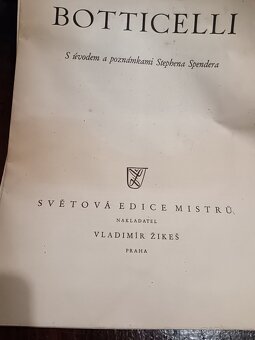 BOTTICELLI
S úvodem a poznámkami Stephena Spendera
SVĚTOVÁ EDICE MISTRŮ
NAKLADATEL
VLADIMÍR ŽIKEŠ
PRAHA